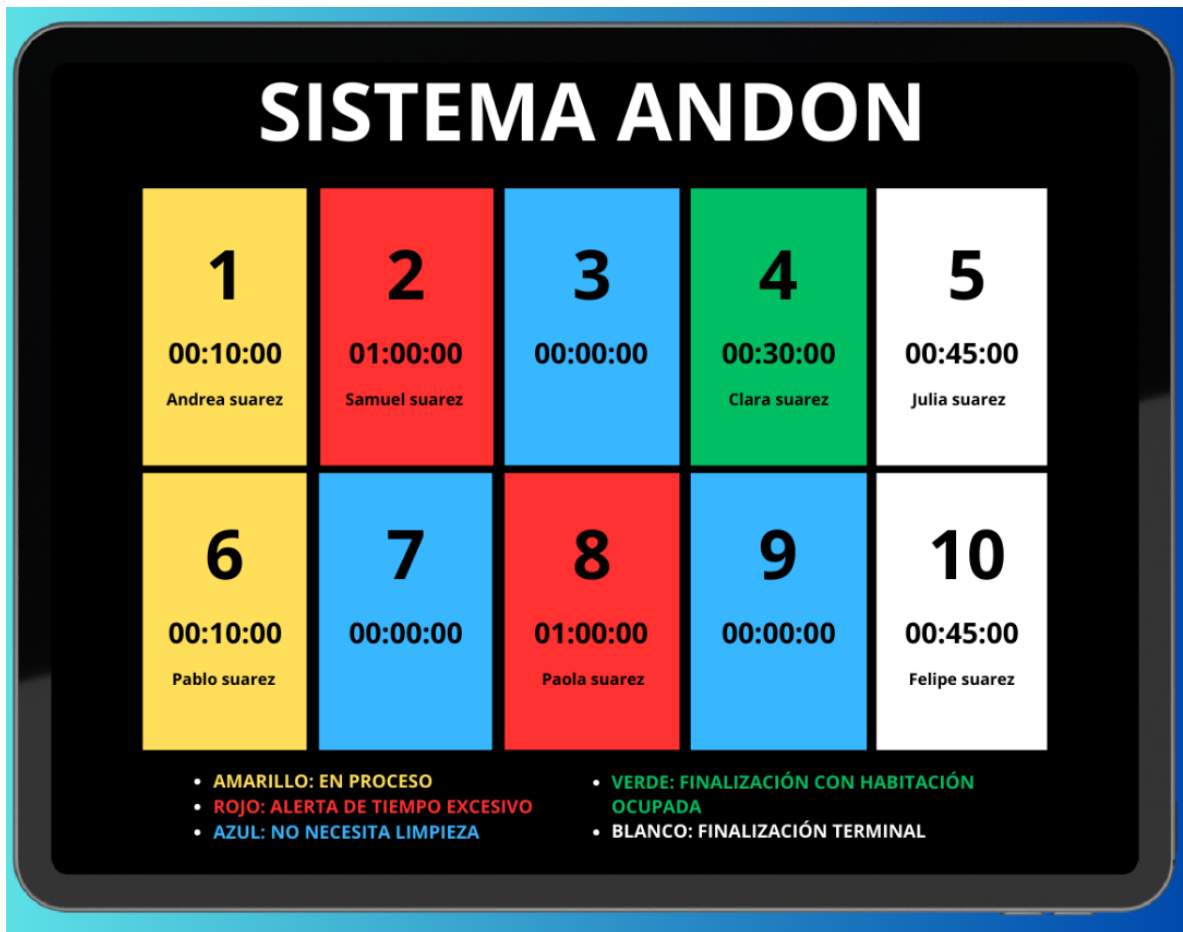 SISTEMA ANDON
1
00:10:00
Andrea suarez
2
01:00:00
Samuel suarez
3
00:00:00
4
00:30:00
Clara suarez
5
00:45:00
Julia suarez
6
00:10:00
Pablo suarez
7
00:00:00
8
01:00:00
Paola suarez
9
00:00:00
10
00:45:00
Felipe suarez
• AMARILLO: EN PROCESO
• ROJO: ALERTA DE TIEMPO EXCESIVO
• AZUL: NO NECESITA LIMPIEZA
• VERDE: FINALIZACIÓN CON HABITACIÓN
OCUPADA
• BLANCO: FINALIZACIÓN TERMINAL